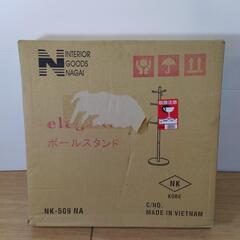 N
INTERIOR
GOODS
NAGAI
ele
ポールスタンド
NK
KOBE
NK-509 NA
C/NO.
MADE IN VIETNAM